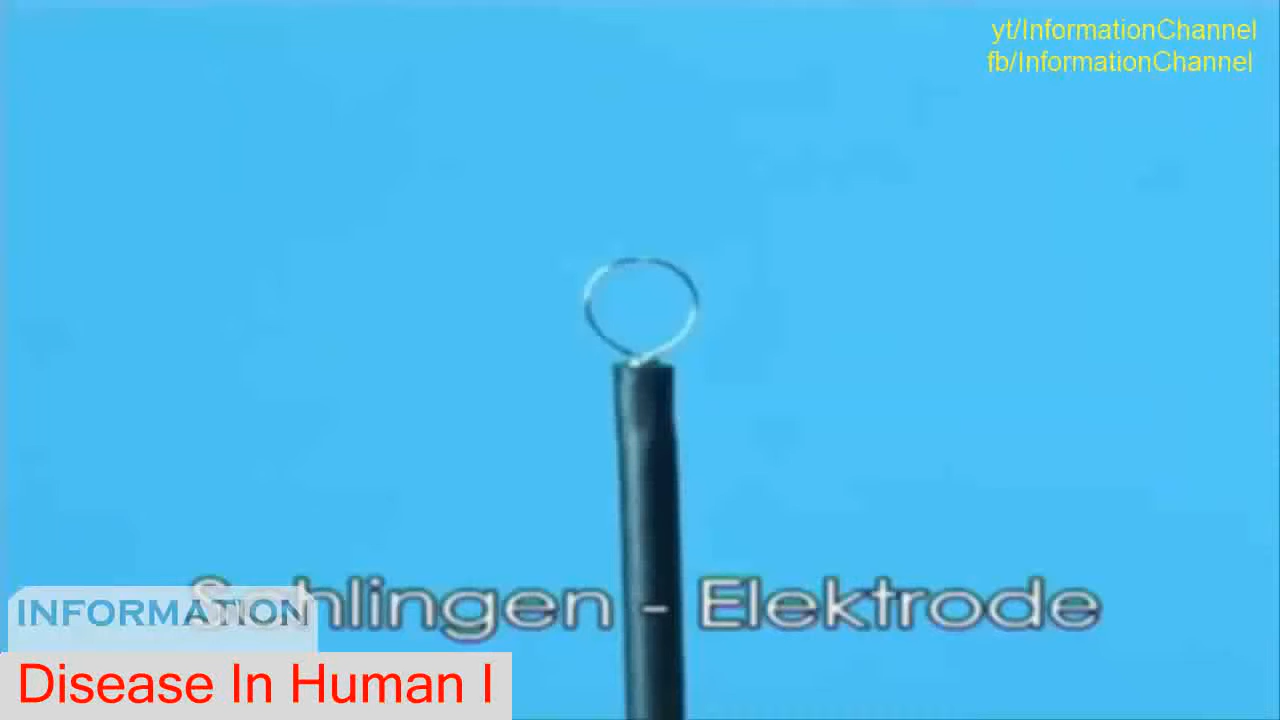 yt/InformationChannel
fb/InformationChannel
Schlingen - Elektrode
INFORMATION
Disease In Human I